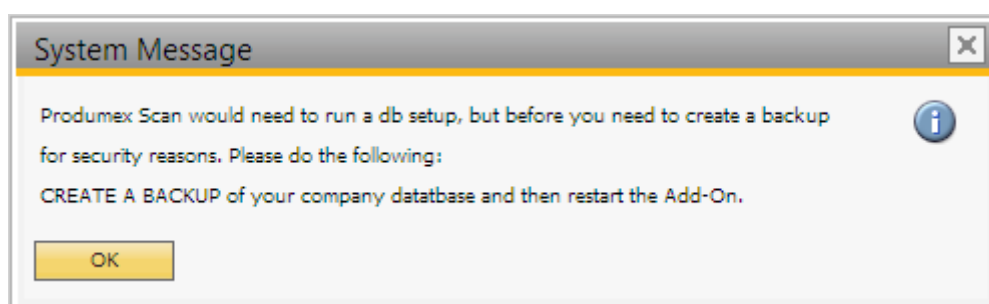 System Message
Produmex Scan would need to run a db setup, but before you need to create a backup
for security reasons. Please do the following:
CREATE A BACKUP of your company datatbase and then restart the Add-On.
OK